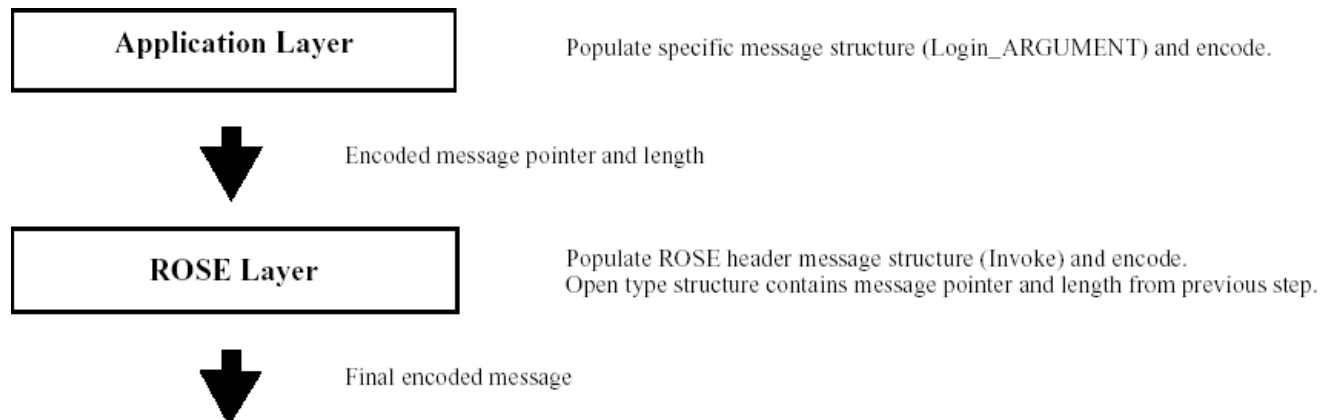 Application Layer
Populate specific message structure (Login_ARGUMENT) and encode.
Encoded message pointer and length
ROSE Layer
Populate ROSE header message structure (Invoke) and encode.
Open type structure contains message pointer and length from previous step.
Final encoded message